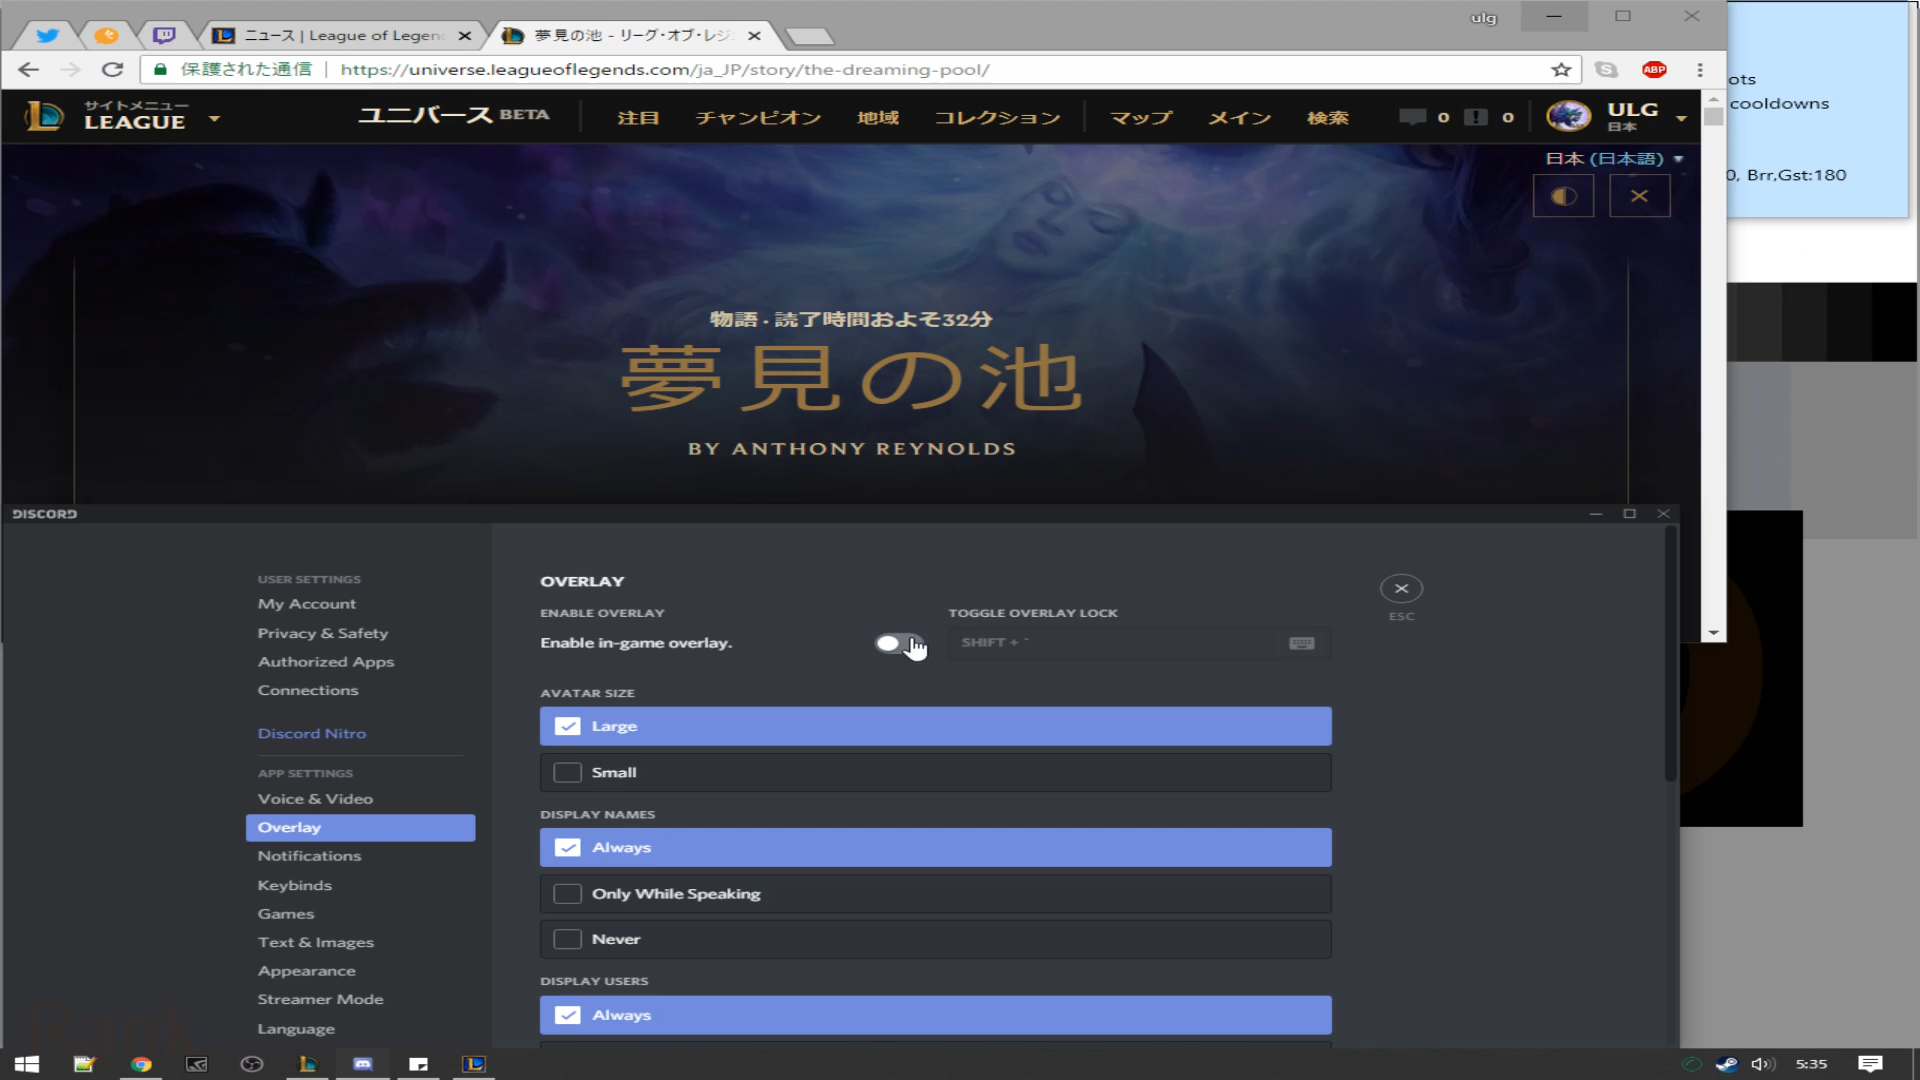 ulg
ニュース | League of Legen
夢見の池 - リーグ・オブ・レジ
保護された通信 | https://universe.leagueoflegends.com/ja_JP/story/the-dreaming-pool/
ABP
ots
cooldowns
0, Brr,Gst:180
サイトメニュー
LEAGUE
ユニバース BETA
注目 チャンピオン 地域 コレクション マップ メイン 検索
0 0
ULG
日本
日本 (日本語)
物語 · 読了時間およそ32分
夢見の池
BY ANTHONY REYNOLDS
DISCORD
USER SETTINGS
My Account
Privacy & Safety
Authorized Apps
Connections
Discord Nitro
APP SETTINGS
Voice & Video
Overlay
Notifications
Keybinds
Games
Text & Images
Appearance
Streamer Mode
Language
OVERLAY
ENABLE OVERLAY
Enable in-game overlay.
TOGGLE OVERLAY LOCK
SHIFT + `
ESC
AVATAR SIZE
Large
Small
DISPLAY NAMES
Always
Only While Speaking
Never
DISPLAY USERS
Always
5:35